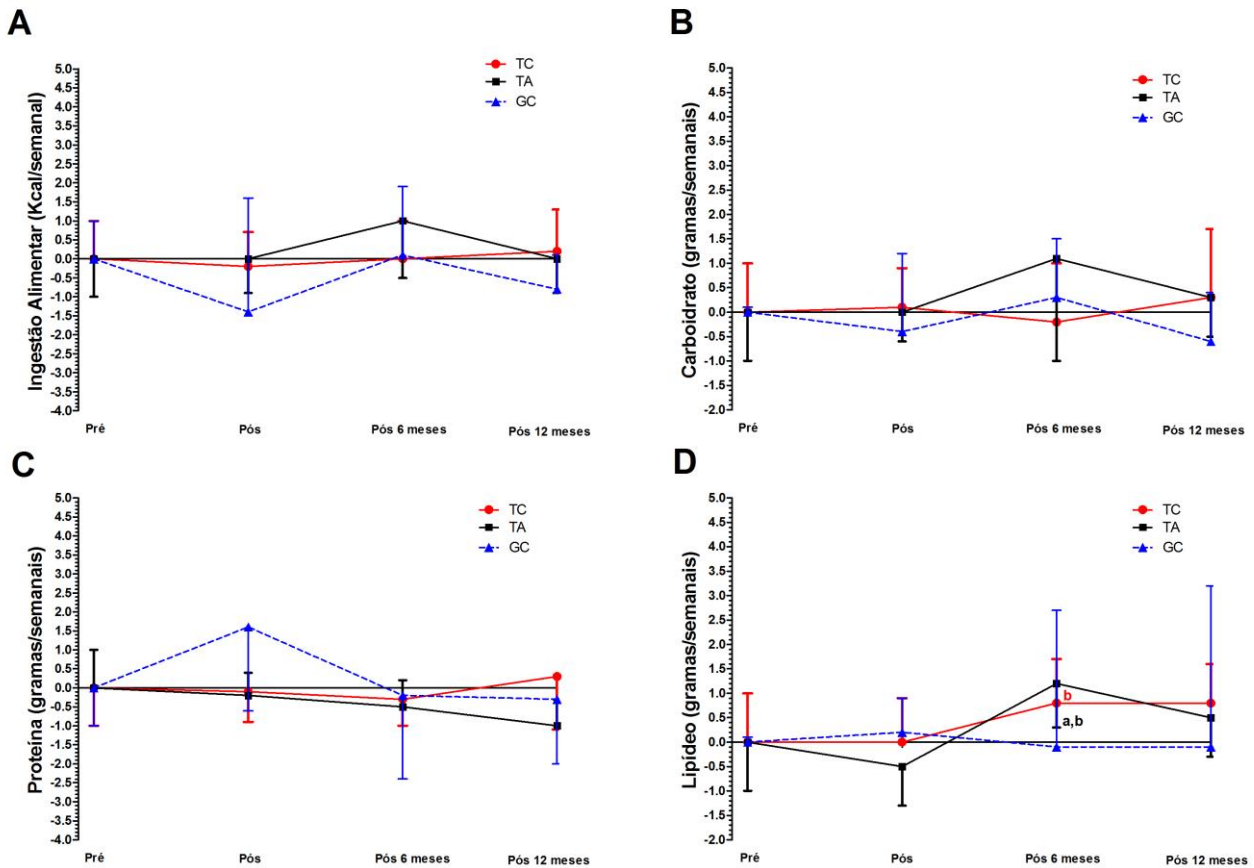 A
Ingestão Alimentar (Kcal/semanal)
5.0
4.5
4.0
3.5
3.0
2.5
2.0
1.5
1.0
0.5
0.0
-0.5
-1.0
-1.5
-2.0
-2.5
-3.0
-3.5
-4.0
TC
TA
GC
Pré
Pós
Pós 6 meses
Pós 12 meses
B
Carboidrato (gramas/semanais)
5.0
4.5
4.0
3.5
3.0
2.5
2.0
1.5
1.0
0.5
0.0
-0.5
-1.0
-1.5
-2.0
TC
TA
GC
Pré
Pós
Pós 6 meses
Pós 12 meses
C
Proteína (gramas/semanais)
5.0
4.5
4.0
3.5
3.0
2.5
2.0
1.5
1.0
0.5
0.0
-0.5
-1.0
-1.5
-2.0
-2.5
-3.0
-3.5
-4.0
TC
TA
GC
Pré
Pós
Pós 6 meses
Pós 12 meses
D
Lipídeo (gramas/semanais)
5.0
4.5
4.0
3.5
3.0
2.5
2.0
1.5
1.0
0.5
0.0
-0.5
-1.0
-1.5
-2.0
TC
TA
GC
b
a,b
Pré
Pós
Pós 6 meses
Pós 12 meses